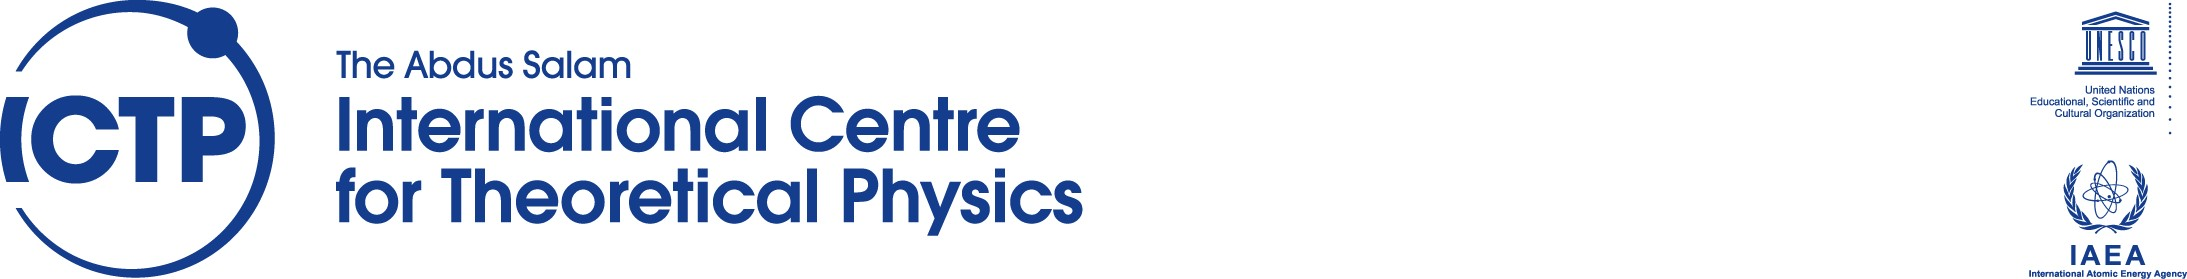 ICTP
The Abdus Salam
International Centre
for Theoretical Physics
UNESCO
United Nations
Educational, Scientific and
Cultural Organization
IAEA
International Atomic Energy Agency